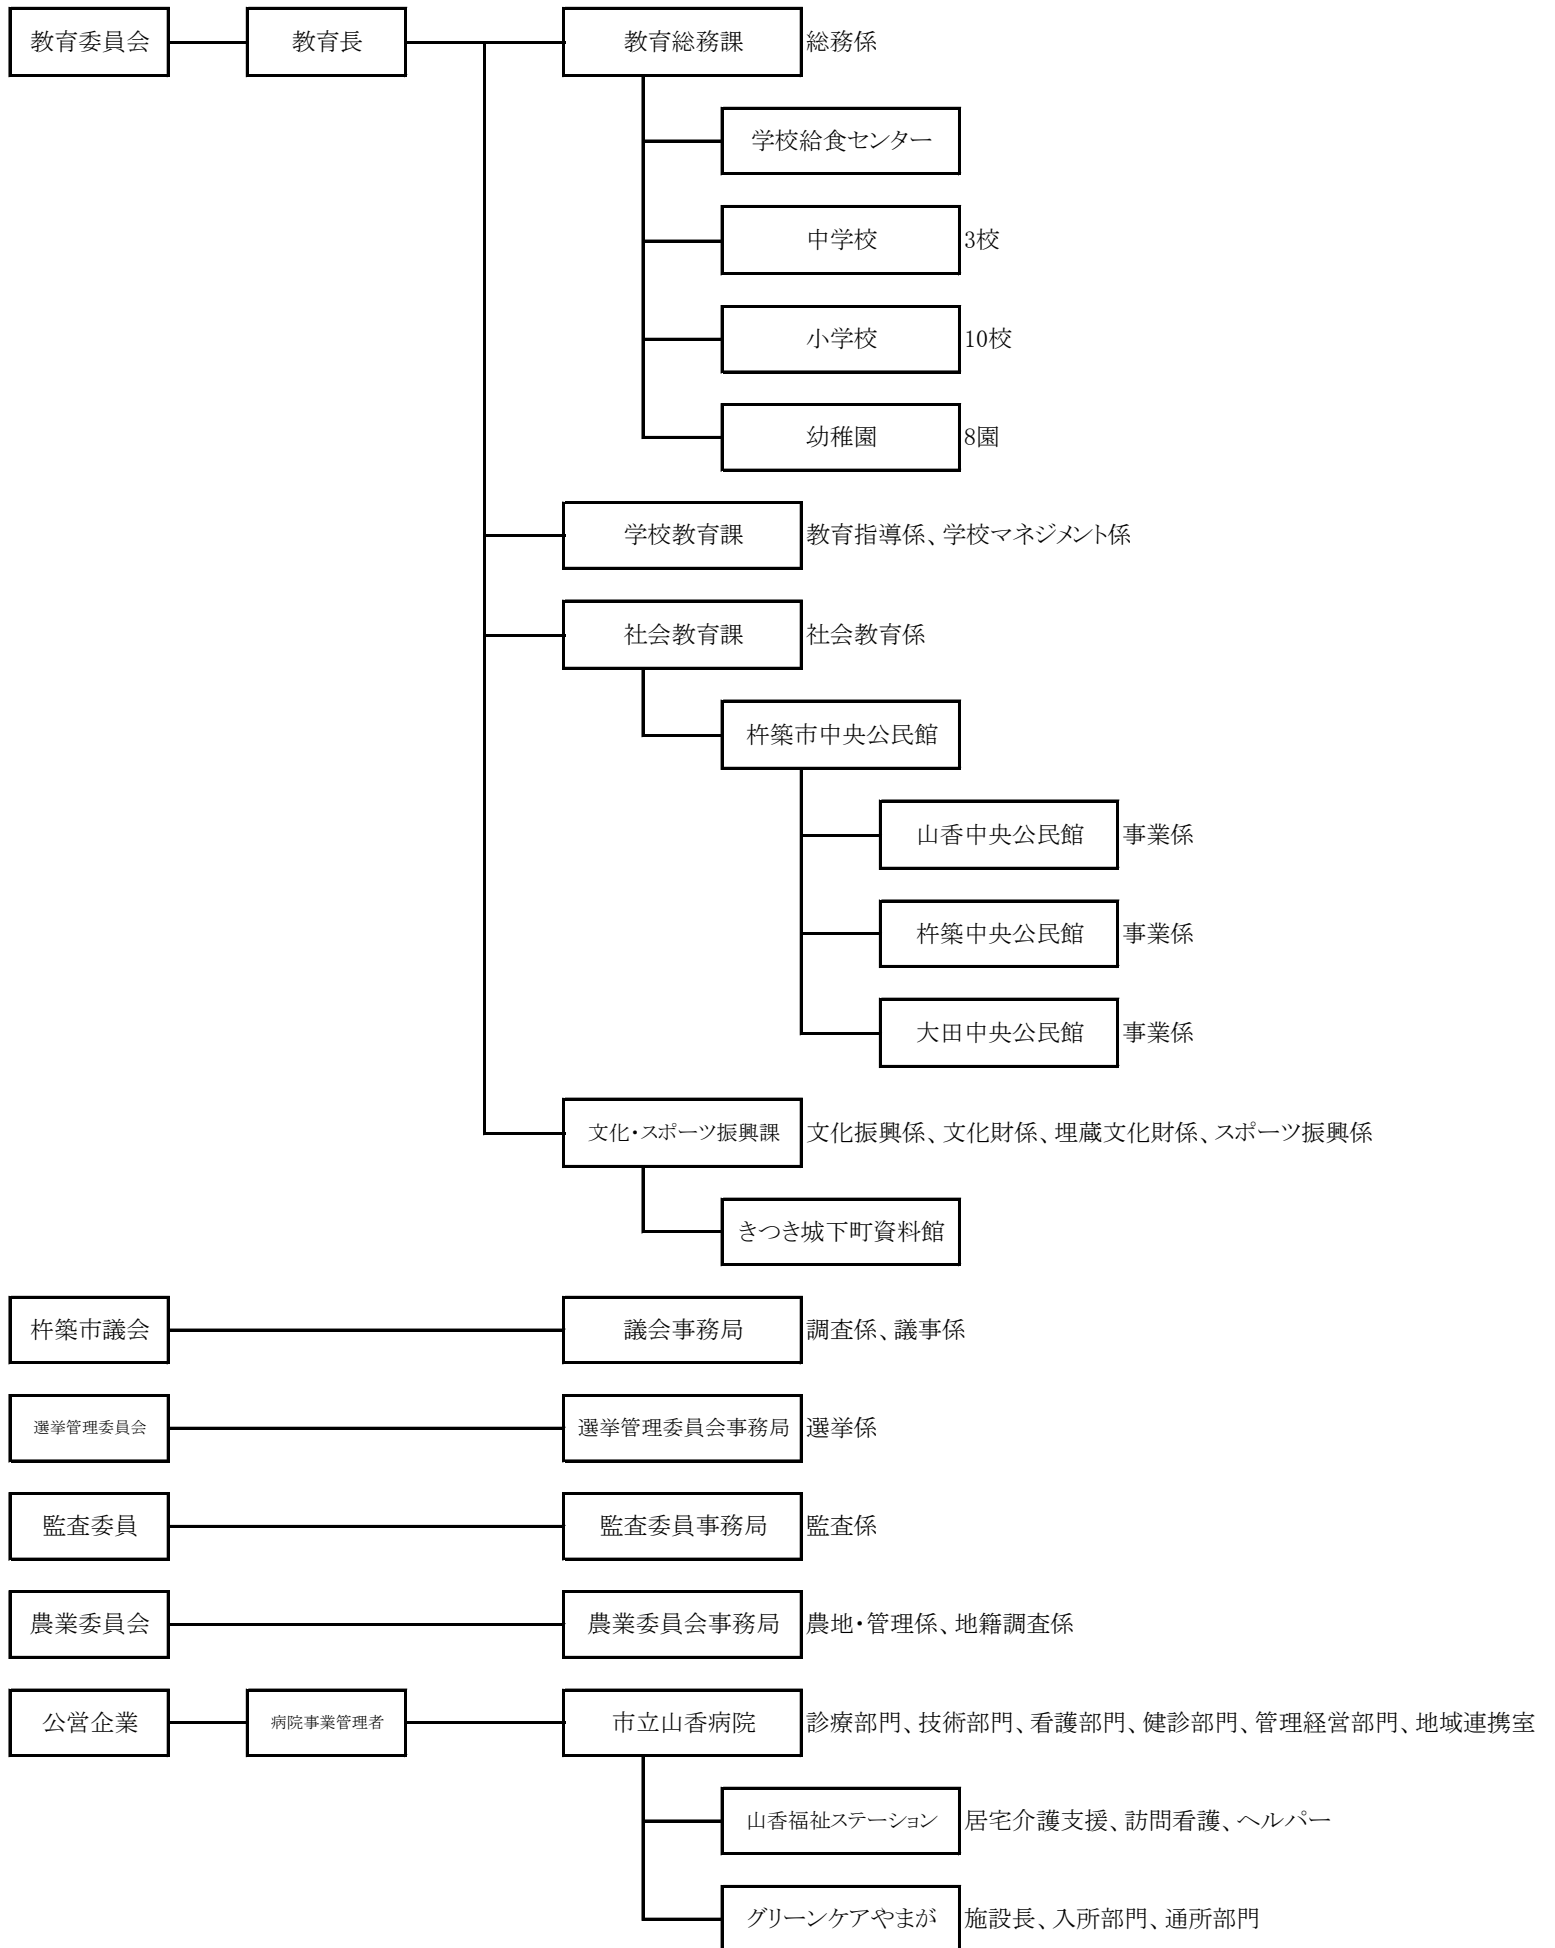 教育委員会 教育長 教育総務課 総務係
学校給食センター
中学校 3校
小学校 10校
幼稚園 8園
学校教育課 教育指導係、学校マネジメント係
社会教育課 社会教育係
杵築市中央公民館
山香中央公民館 事業係
杵築中央公民館 事業係
大田中央公民館 事業係
文化・スポーツ振興課 文化振興係、文化財係、埋蔵文化財係、スポーツ振興係
きつき城下町資料館
杵築市議会 議会事務局 調査係、議事係
選挙管理委員会 選挙管理委員会事務局 選挙係
監査委員 監査委員事務局 監査係
農業委員会 農業委員会事務局 農地・管理係、地籍調査係
公営企業 病院事業管理者 市立山香病院 診療部門、技術部門、看護部門、健診部門、管理経営部門、地域連携室
山香福祉ステーション 居宅介護支援、訪問看護、ヘルパー
グリーンケアやまが 施設長、入所部門、通所部門